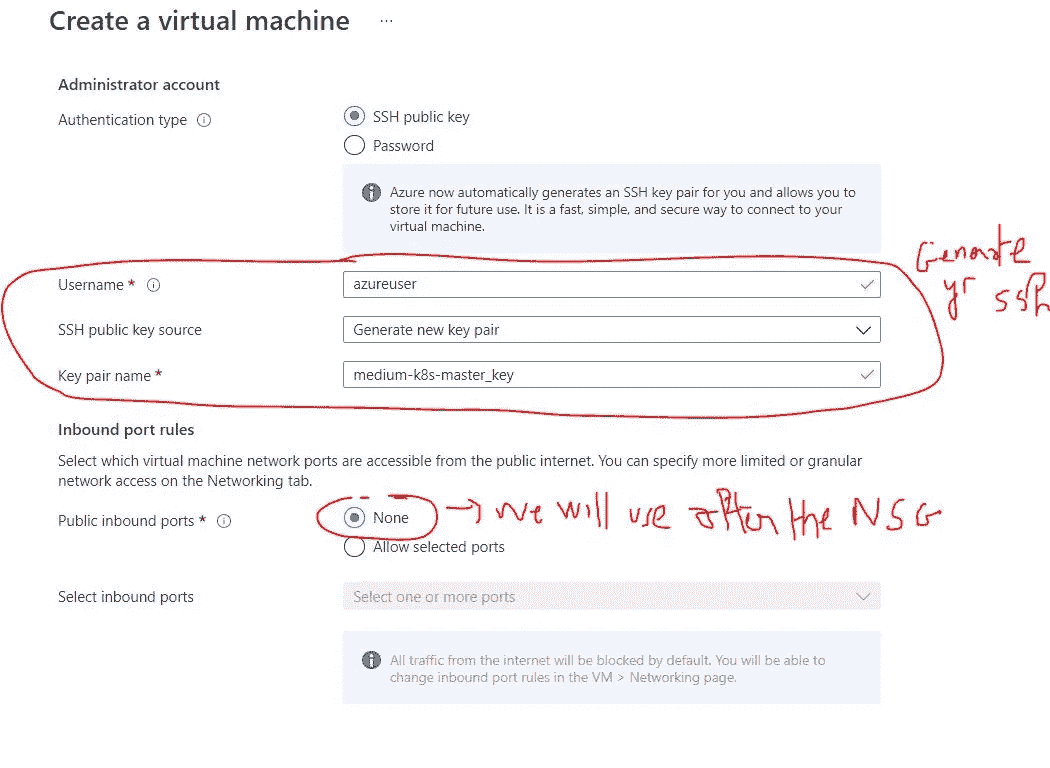 Create a virtual machine ...
Administrator account
Authentication type
SSH public key
Password
Azure now automatically generates an SSH key pair for you and allows you to
store it for future use. It is a fast, simple, and secure way to connect to your
virtual machine.
Username *
azureuser
SSH public key source
Generate new key pair
Key pair name *
medium-k8s-master_key
Generate
yr SSh
Inbound port rules
Select which virtual machine network ports are accessible from the public internet. You can specify more limited or granular
network access on the Networking tab.
Public inbound ports *
None
→ we will use after the NSG
Allow selected ports
Select inbound ports
Select one or more ports
All traffic from the internet will be blocked by default. You will be able to
change inbound port rules in the VM > Networking page.